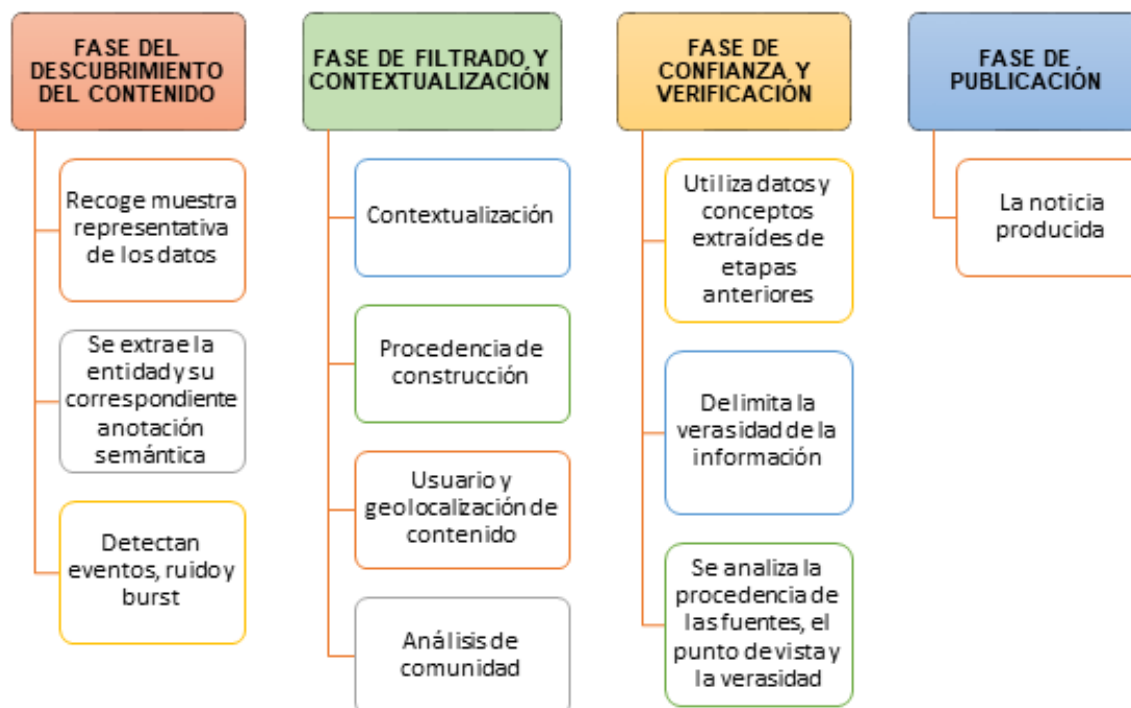 FASE DEL
DESCUBRIMIENTO
DEL CONTENIDO
Recoge muestra
representativa
de los datos
Se extrae la
entidad y su
correspondiente
anotación
semántica
Detectan
eventos, ruido y
burst
FASE DE FILTRADO Y
CONTEXTUALIZACIÓN
Contextualización
Procedencia de
construcción
Usuario y
geolocalización de
contenido
Análisis de
comunidad
FASE DE
CONFIANZA Y
VERIFICACIÓN
Utiliza datos y
conceptos
extraídes de
etapas
anteriores
Delimita la
verasidad de la
información
Se analiza la
procedencia de
las fuentes, el
punto de vista y
la verasidad
FASE DE
PUBLICACIÓN
La noticia
producida